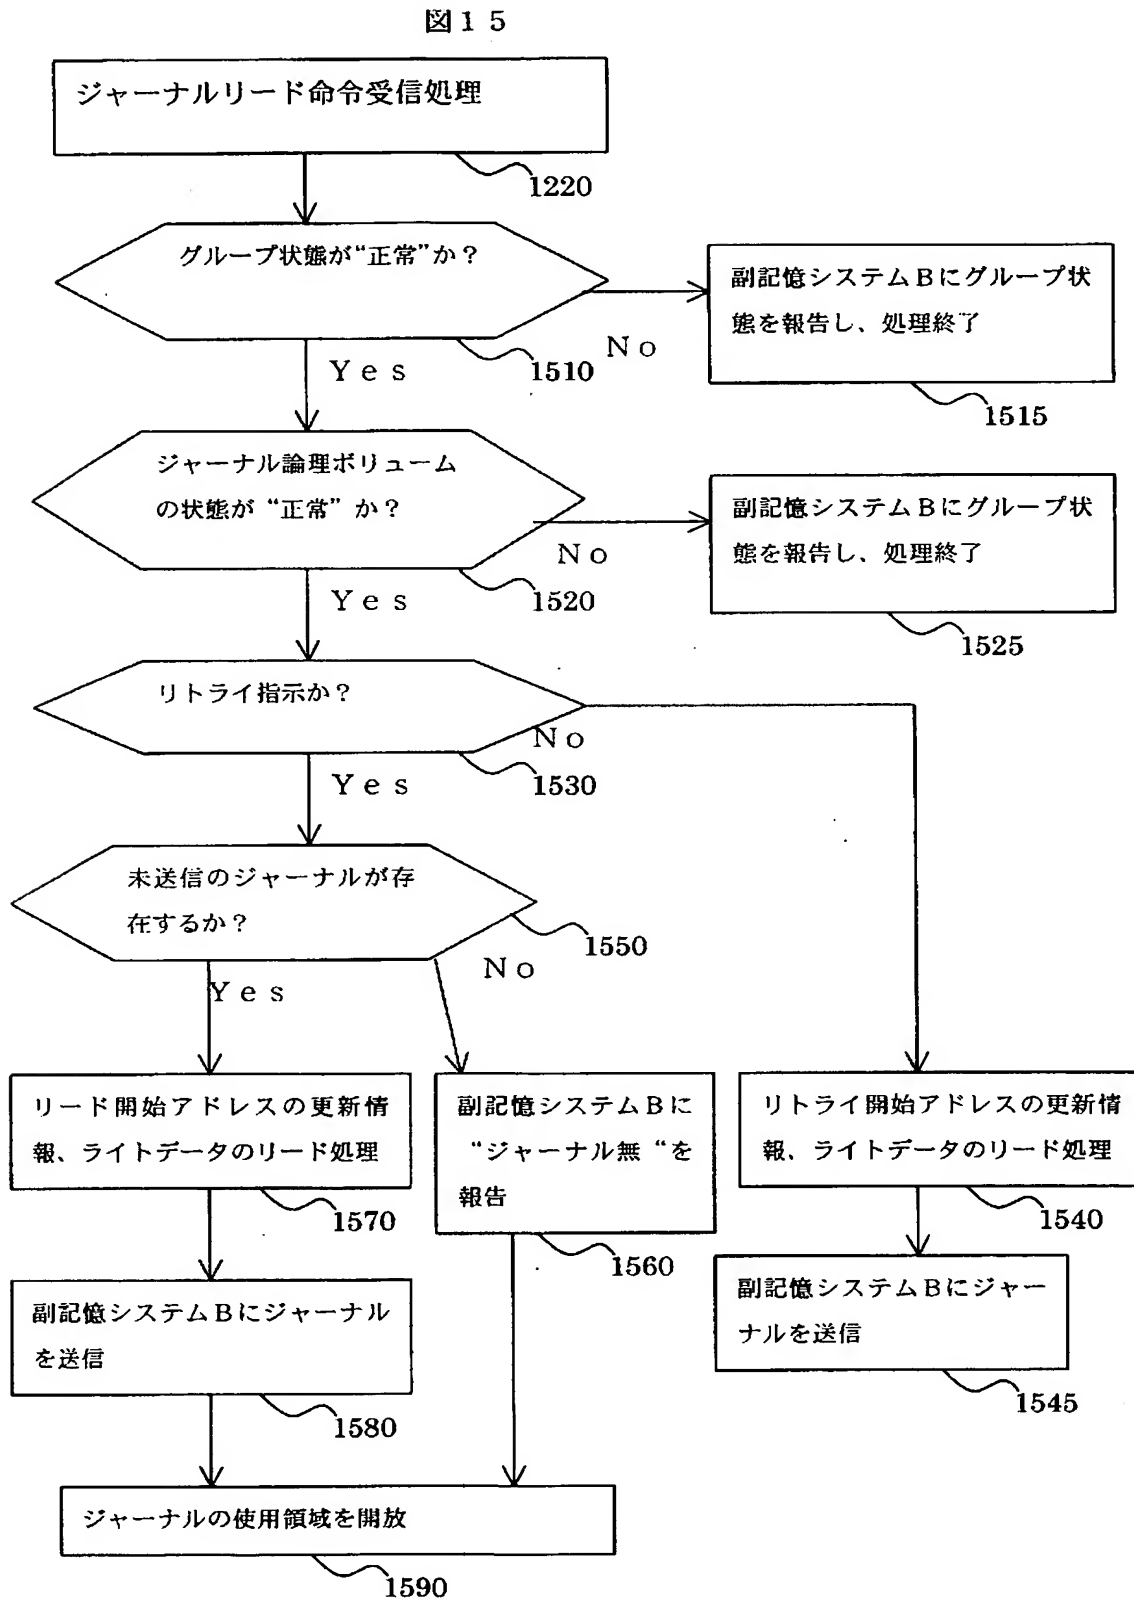 図１５
ジャーナルリード命令受信処理
1220
グループ状態が“正常”か？
1510
Yes
No
副記憶システムBにグループ状
態を報告し、処理終了
1515
ジャーナル論理ボリューム
の状態が“正常”か？
1520
Yes
No
副記憶システムBにグループ状
態を報告し、処理終了
1525
リトライ指示か？
1530
Yes
No
未送信のジャーナルが存
在するか？
1550
Yes
No
リード開始アドレスの更新情
報、ライトデータのリード処理
1570
副記憶システムBに
“ジャーナル無“を
報告
1560
リトライ開始アドレスの更新情
報、ライトデータのリード処理
1540
副記憶システムBにジャーナル
を送信
1580
副記憶システムBにジャー
ナルを送信
1545
ジャーナルの使用領域を開放
1590